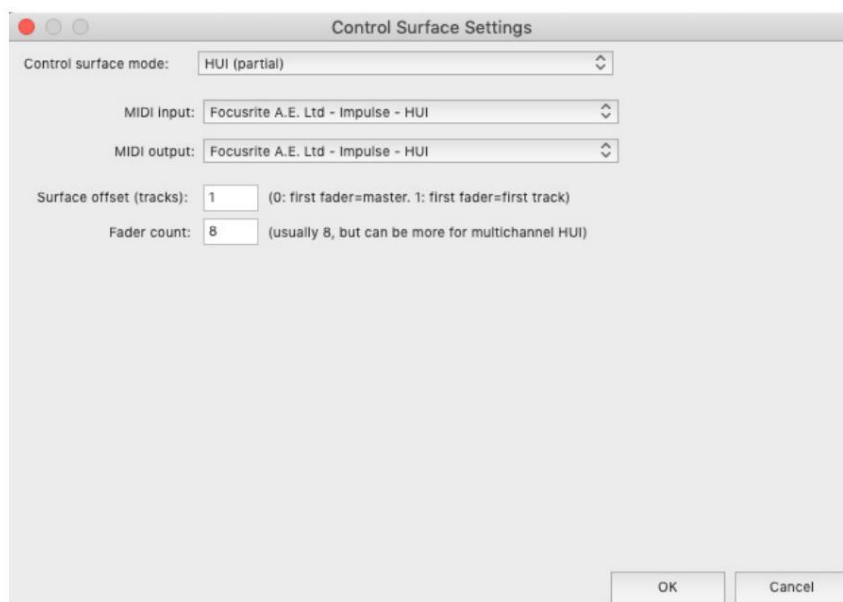 Control Surface Settings
Control surface mode: HUI (partial)
MIDI input: Focusrite A.E. Ltd - Impulse - HUI
MIDI output: Focusrite A.E. Ltd - Impulse - HUI
Surface offset (tracks): 1 (0: first fader=master. 1: first fader=first track)
Fader count: 8 (usually 8, but can be more for multichannel HUI)
OK Cancel